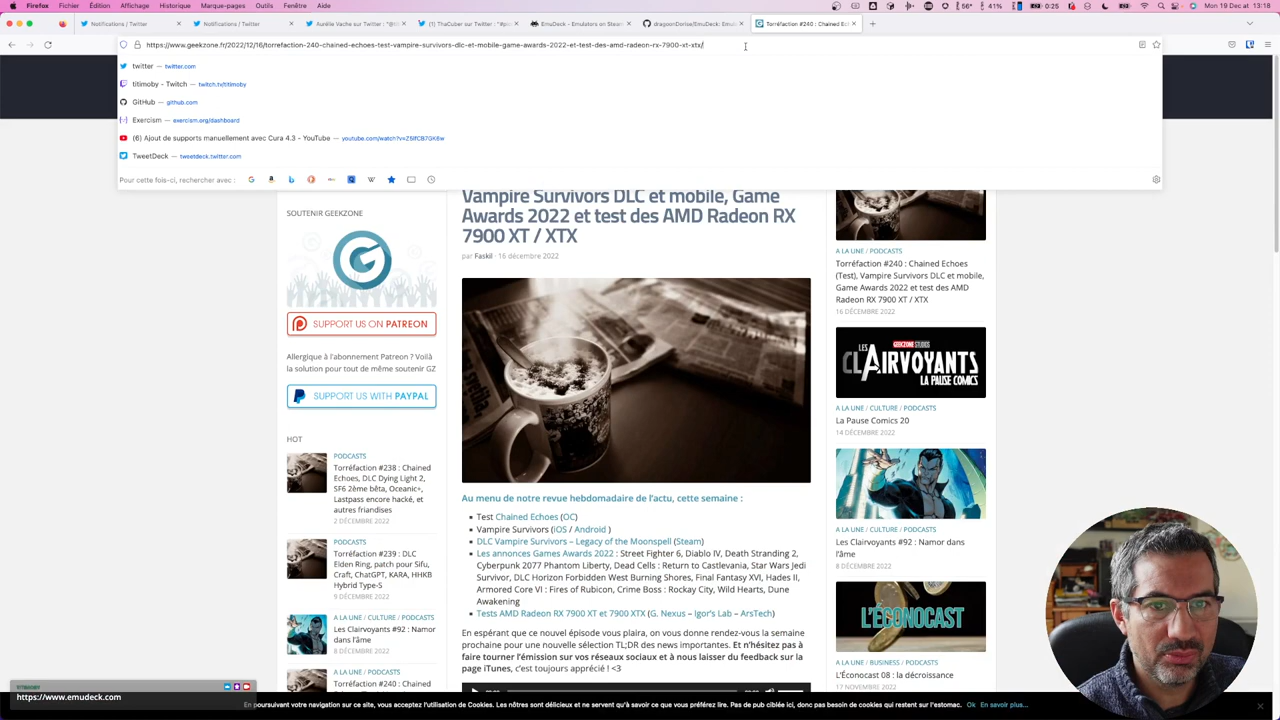 Firefox Fichier Édition Affichage Historique Marque-pages Outils Fenêtre Aide
41% 0:25 Mon 19 Dec 13:18
Notifications / Twitter
Notifications / Twitter
Aurélie Vache sur Twitter : "@ti
(1) ThaCuber sur Twitter : "#pic
EmuDeck - Emulators on Steam
dragoonDorise/EmuDeck: Emula
Torréfaction #240 : Chained Ec
https://www.geekzone.fr/2022/12/16/torrefaction-240-chained-echoes-test-vampire-survivors-dlc-et-mobile-game-awards-2022-et-test-des-amd-radeon-rx-7900-xt-xtx/
twitter — twitter.com
titimoby - Twitch — twitch.tv/titimoby
GitHub — github.com
Exercism — exercism.org/dashboard
(6) Ajout de supports manuellement avec Cura 4.3 - YouTube — youtube.com/watch?v=Z5lfCB7GK6w
TweetDeck — tweetdeck.twitter.com
Pour cette fois-ci, rechercher avec :
SOUTENIR GEEKZONE
SUPPORT US ON PATREON
Allergique à l'abonnement Patreon ? Voilà
la solution pour tout de même soutenir GZ
SUPPORT US WITH PAYPAL
HOT
PODCASTS
Torréfaction #238 : Chained
Echoes, DLC Dying Light 2,
SF6 2ème bêta, Oceanic+,
Lastpass encore hacké, et
autres friandises
2 DÉCEMBRE 2022
PODCASTS
Torréfaction #239 : DLC
Elden Ring, patch pour Sifu,
Craft, ChatGPT, KARA, HHKB
Hybrid Type-S
9 DÉCEMBRE 2022
A LA UNE / CULTURE / PODCASTS
Les Clairvoyants #92 : Namor
dans l'âme
8 DÉCEMBRE 2022
A LA UNE / PODCASTS
Torréfaction #240 : Chained
Vampire Survivors DLC et mobile, Game
Awards 2022 et test des AMD Radeon RX
7900 XT / XTX
par Faskil · 16 décembre 2022
Au menu de notre revue hebdomadaire de l'actu, cette semaine :
Test Chained Echoes (OC)
Vampire Survivors (iOS / Android )
DLC Vampire Survivors – Legacy of the Moonspell (Steam)
Les annonces Games Awards 2022 : Street Fighter 6, Diablo IV, Death Stranding 2,
Cyberpunk 2077 Phantom Liberty, Dead Cells : Return to Castlevania, Star Wars Jedi
Survivor, DLC Horizon Forbidden West Burning Shores, Final Fantasy XVI, Hades II,
Armored Core VI : Fires of Rubicon, Crime Boss : Rockay City, Wild Hearts, Dune
Awakening
Tests AMD Radeon RX 7900 XT et 7900 XTX (G. Nexus – Igor's Lab – ArsTech)
En espérant que ce nouvel épisode vous plaira, on vous donne rendez-vous la semaine
prochaine pour une nouvelle sélection TL;DR des news importantes. Et n'hésitez pas à
faire tourner l'émission sur vos réseaux sociaux et à nous laisser du feedback sur la
page iTunes, c'est toujours apprécié ! <3
A LA UNE / PODCASTS
Torréfaction #240 : Chained Echoes
(Test), Vampire Survivors DLC et mobile,
Game Awards 2022 et test des AMD
Radeon RX 7900 XT / XTX
16 DÉCEMBRE 2022
GEEKZONE STUDIOS
LES
CLAIRVOYANTS
LA PAUSE COMICS
A LA UNE / CULTURE / PODCASTS
La Pause Comics 20
14 DÉCEMBRE 2022
A LA UNE / CULTURE / PODCASTS
Les Clairvoyants #92 : Namor dans
l'âme
8 DÉCEMBRE 2022
L'ÉCONOCAST
A LA UNE / BUSINESS / PODCASTS
L'Éconocast 08 : la décroissance
17 NOVEMBRE 2022
https://www.emudeck.com
En poursuivant votre navigation sur ce site, vous acceptez l'utilisation de Cookies. Les nôtres sont délicieux et ne servent qu'à savoir ce que vous préférez lire. Pas de pub ciblée ici, donc pas besoin de cookies qui restent sur l'estomac. Ok En savoir plus...